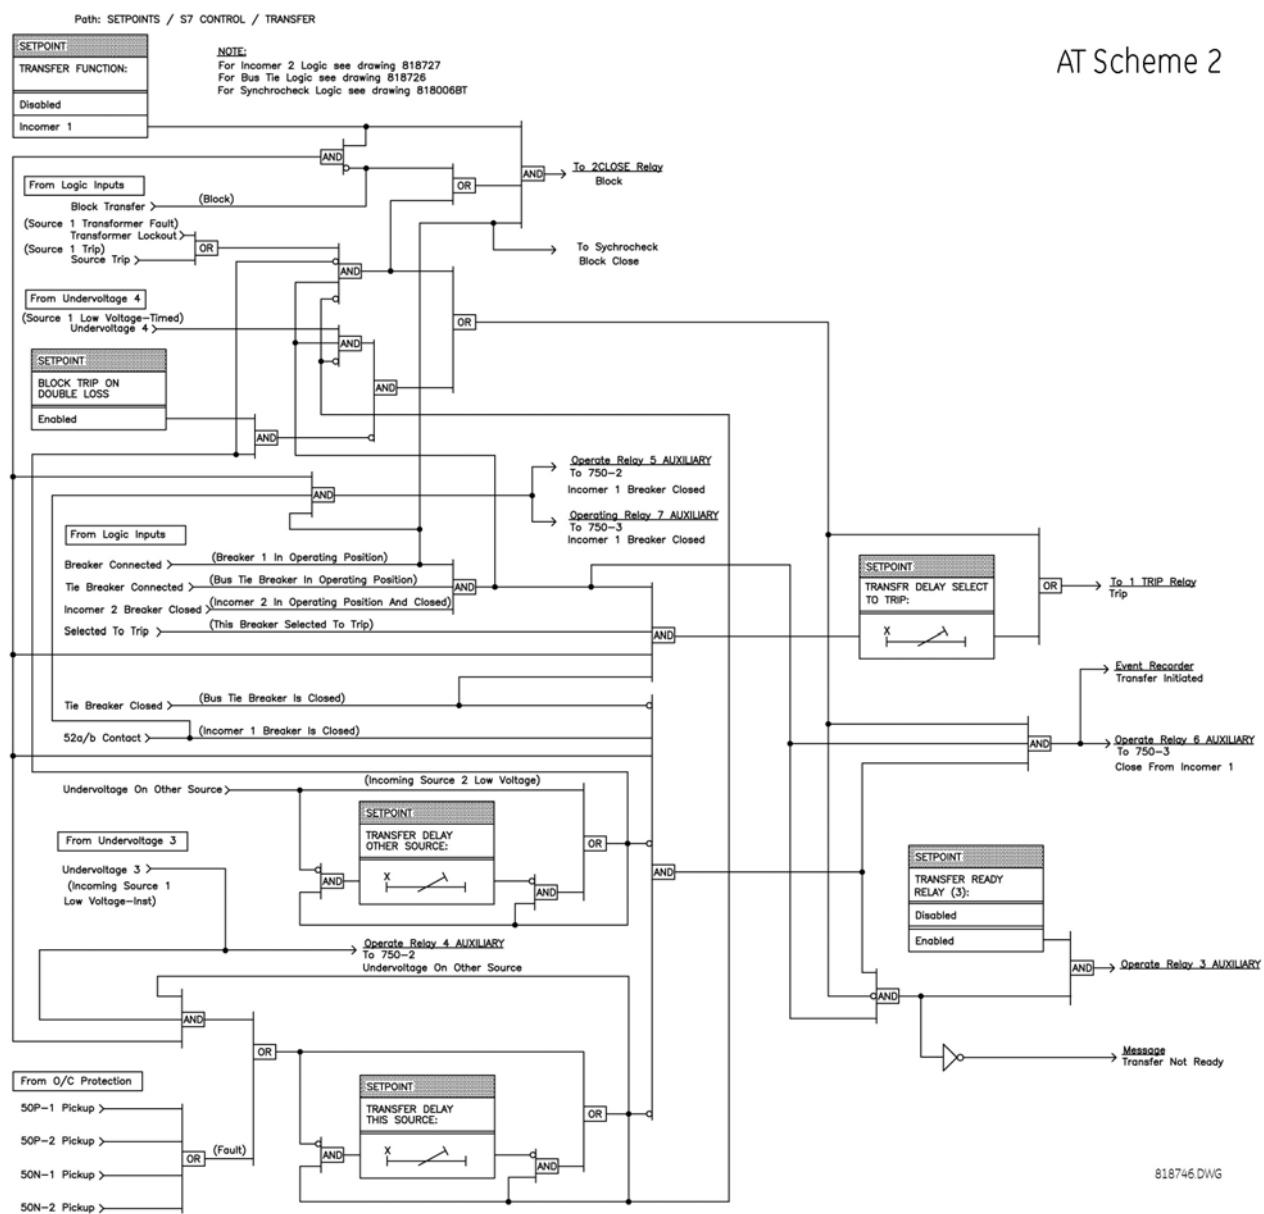 Path: SETPOINTS / S7 CONTROL / TRANSFER
AT Scheme 2
SETPOINT
TRANSFER FUNCTION:
Disabled
Incomer 1
NOTE:
For Incomer 2 Logic see drawing 818727
For Bus Tie Logic see drawing 818726
For Synchrocheck Logic see drawing 818006BT
AND
AND
To 2CLOSE Relay
Block
From Logic Inputs
OR
(Block)
Block Transfer
(Source 1 Transformer Fault)
Transformer Lockout
(Source 1 Trip)
Source Trip
OR
To Sychrocheck
Block Close
AND
From Undervoltage 4
(Source 1 Low Voltage-Timed)
Undervoltage 4
OR
AND
SETPOINT
BLOCK TRIP ON
DOUBLE LOSS
Enabled
AND
AND
Operate Relay 5 AUXILIARY
To 750-2
Incomer 1 Breaker Closed
AND
Operating Relay 7 AUXILIARY
To 750-3
Incomer 1 Breaker Closed
From Logic Inputs
Breaker Connected
(Breaker 1 In Operating Position)
Tie Breaker Connected
(Bus Tie Breaker In Operating Position)
AND
Incomer 2 Breaker Closed
(Incomer 2 In Operating Position And Closed)
Selected To Trip
(This Breaker Selected To Trip)
AND
SETPOINT
TRANSFR DELAY SELECT
TO TRIP:
X
OR
To 1 TRIP Relay
Trip
Event Recorder
Transfer Initiated
Tie Breaker Closed
(Bus Tie Breaker Is Closed)
52a/b Contact
(Incomer 1 Breaker Is Closed)
AND
Operate Relay 6 AUXILIARY
To 750-3
Close From Incomer 1
(Incoming Source 2 Low Voltage)
Undervoltage On Other Source
SETPOINT
TRANSFER DELAY
OTHER SOURCE:
X
OR
AND
AND
AND
From Undervoltage 3
Undervoltage 3
(Incoming Source 1
Low Voltage-Inst)
SETPOINT
TRANSFER READY
RELAY (3):
Disabled
Enabled
Operate Relay 4 AUXILIARY
To 750-2
Undervoltage On Other Source
AND
Operate Relay 3 AUXILIARY
AND
AND
OR
Message
Transfer Not Ready
From O/C Protection
50P-1 Pickup
50P-2 Pickup
50N-1 Pickup
50N-2 Pickup
OR
(Fault)
SETPOINT
TRANSFER DELAY
THIS SOURCE:
X
OR
AND
AND
818746.DWG